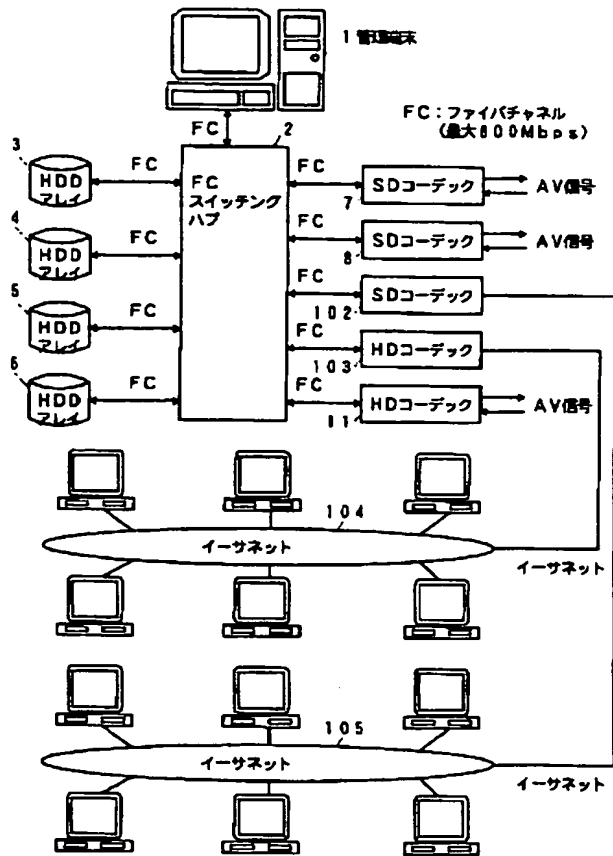 1 管理端末
FC
2
FC:ファイバチャネル
(最大800Mbps)
3
HDD
アレイ
FC
4
HDD
アレイ
FC
5
HDD
アレイ
FC
6
HDD
アレイ
FC
FC
スイッチング
ハブ
FC
SDコーデック
7
AV信号
FC
SDコーデック
8
AV信号
FC
SDコーデック
102
FC
HDコーデック
103
FC
HDコーデック
11
AV信号
104
イーサネット
イーサネット
105
イーサネット
イーサネット